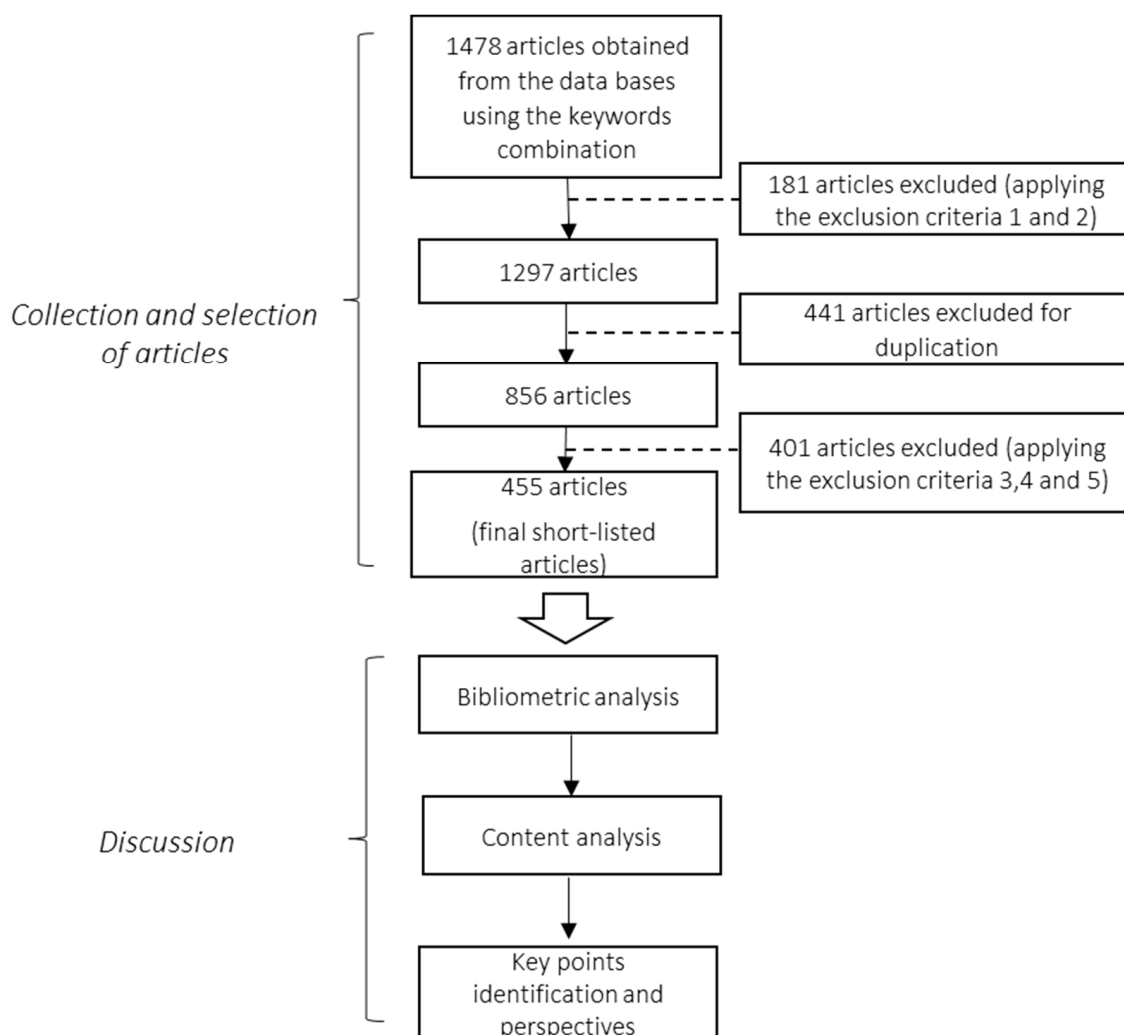 1478 articles obtained
from the data bases
using the keywords
combination
181 articles excluded (applying
the exclusion criteria 1 and 2)
1297 articles
Collection and selection
of articles
441 articles excluded for
duplication
856 articles
401 articles excluded (applying
the exclusion criteria 3,4 and 5)
455 articles
(final short-listed
articles)
Bibliometric analysis
Content analysis
Discussion
Key points
identification and
perspectives